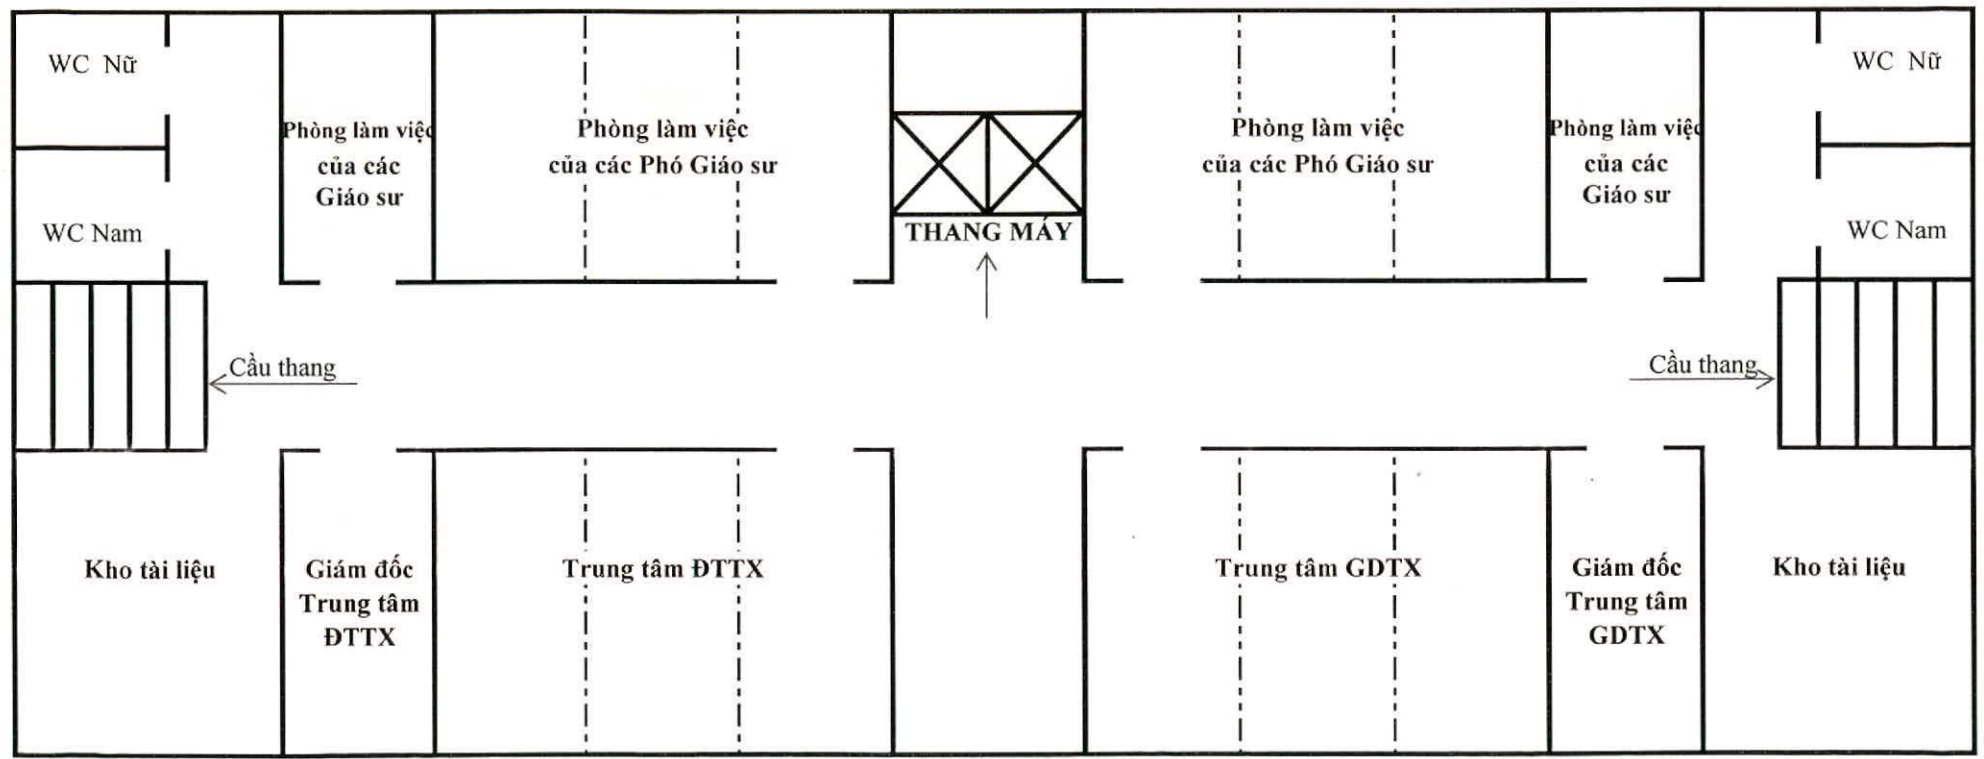 WC Nữ
WC Nam
Phòng làm việc
của các
Giáo sư
Phòng làm việc
của các Phó Giáo sư
THANG MÁY
Phòng làm việc
của các Phó Giáo sư
Phòng làm việc
của các
Giáo sư
WC Nữ
WC Nam
Cầu thang
Cầu thang
Kho tài liệu
Giám đốc
Trung tâm
ĐTTX
Trung tâm ĐTTX
Trung tâm GDTX
Giám đốc
Trung tâm
GDTX
Kho tài liệu